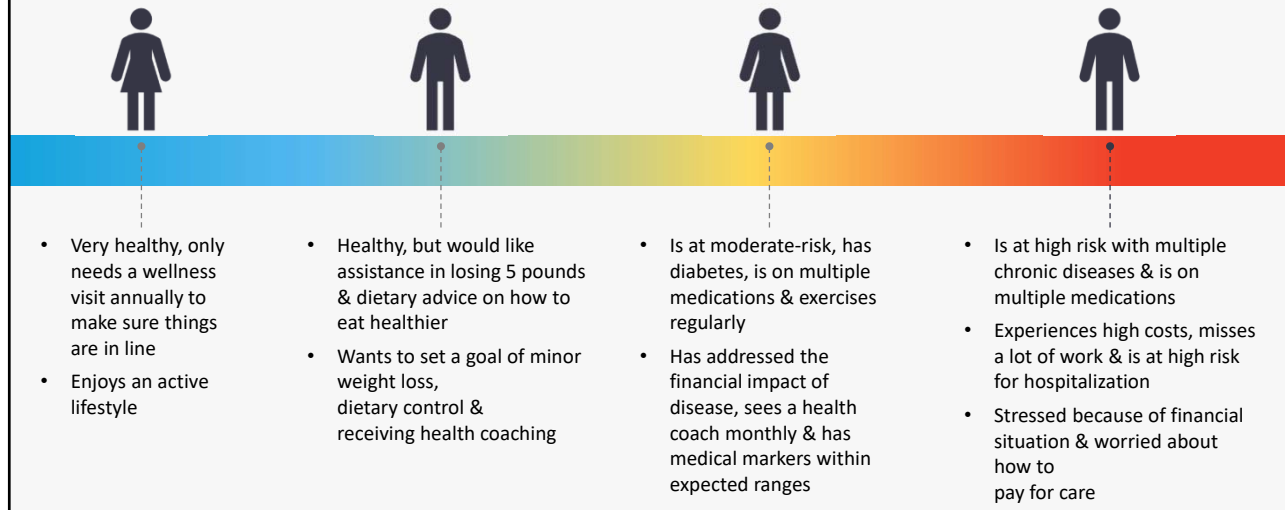 • Very healthy, only
needs a wellness
visit annually to
make sure things
are in line
• Enjoys an active
lifestyle
• Healthy, but would like
assistance in losing 5 pounds
& dietary advice on how to
eat healthier
• Wants to set a goal of minor
weight loss,
dietary control &
receiving health coaching
• Is at moderate-risk, has
diabetes, is on multiple
medications & exercises
regularly
• Has addressed the
financial impact of
disease, sees a health
coach monthly & has
medical markers within
expected ranges
• Is at high risk with multiple
chronic diseases & is on
multiple medications
• Experiences high costs, misses
a lot of work & is at high risk
for hospitalization
• Stressed because of financial
situation & worried about
how to
pay for care